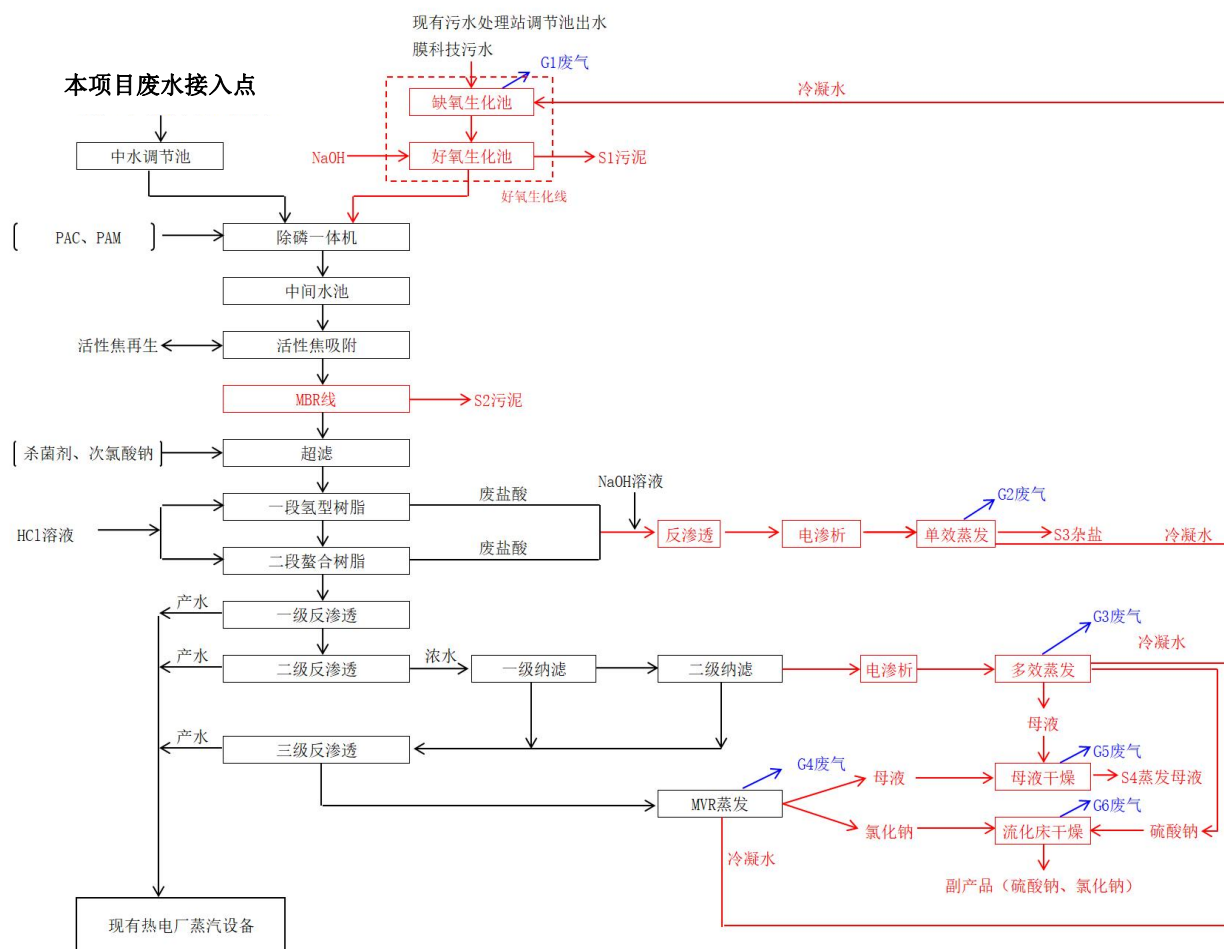 现有污水处理站调节池出水
膜科技污水
G1废气
本项目废水接入点
冷凝水
缺氧生化池
中水调节池
NaOH
好氧生化池
S1污泥
好氧生化线
PAC、PAM
除磷一体机
中间水池
活性焦再生
活性焦吸附
MBR线
S2污泥
杀菌剂、次氯酸钠
超滤
NaOH溶液
一段氢型树脂
废盐酸
G2废气
HCl溶液
反渗透
电渗析
单效蒸发
S3杂盐
冷凝水
二段螯合树脂
废盐酸
产水
一级反渗透
G3废气
冷凝水
产水
二级反渗透
浓水
一级纳滤
二级纳滤
电渗析
多效蒸发
母液
产水
三级反渗透
G4废气
G5废气
母液
母液干燥
S4蒸发母液
MVR蒸发
G6废气
氯化钠
流化床干燥
硫酸钠
冷凝水
副产品（硫酸钠、氯化钠）
现有热电厂蒸汽设备